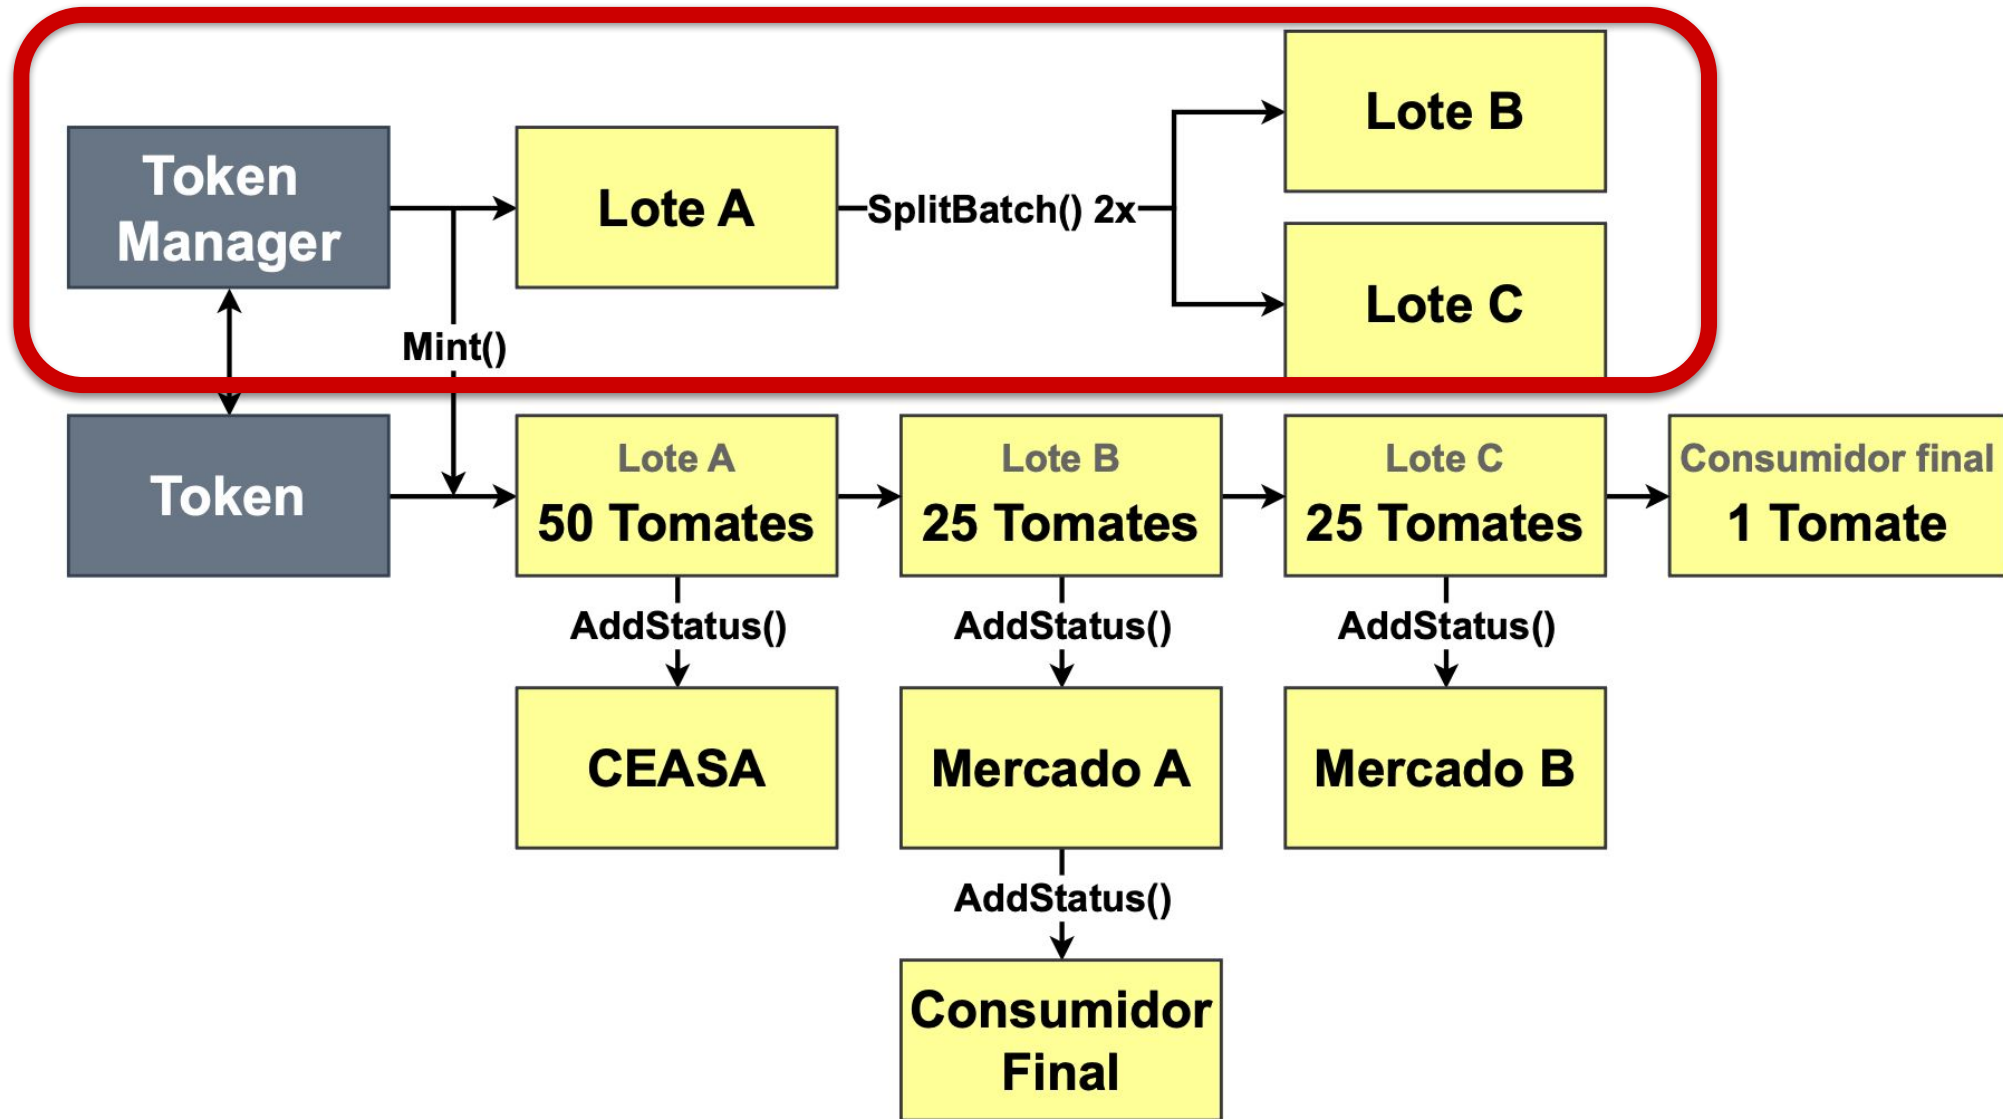 Token
Manager
Lote A
SplitBatch() 2x
Lote B
Lote C
Mint()
Token
Lote A
50 Tomates
Lote B
25 Tomates
Lote C
25 Tomates
Consumidor final
1 Tomate
AddStatus()
AddStatus()
AddStatus()
CEASA
Mercado A
Mercado B
AddStatus()
Consumidor
Final